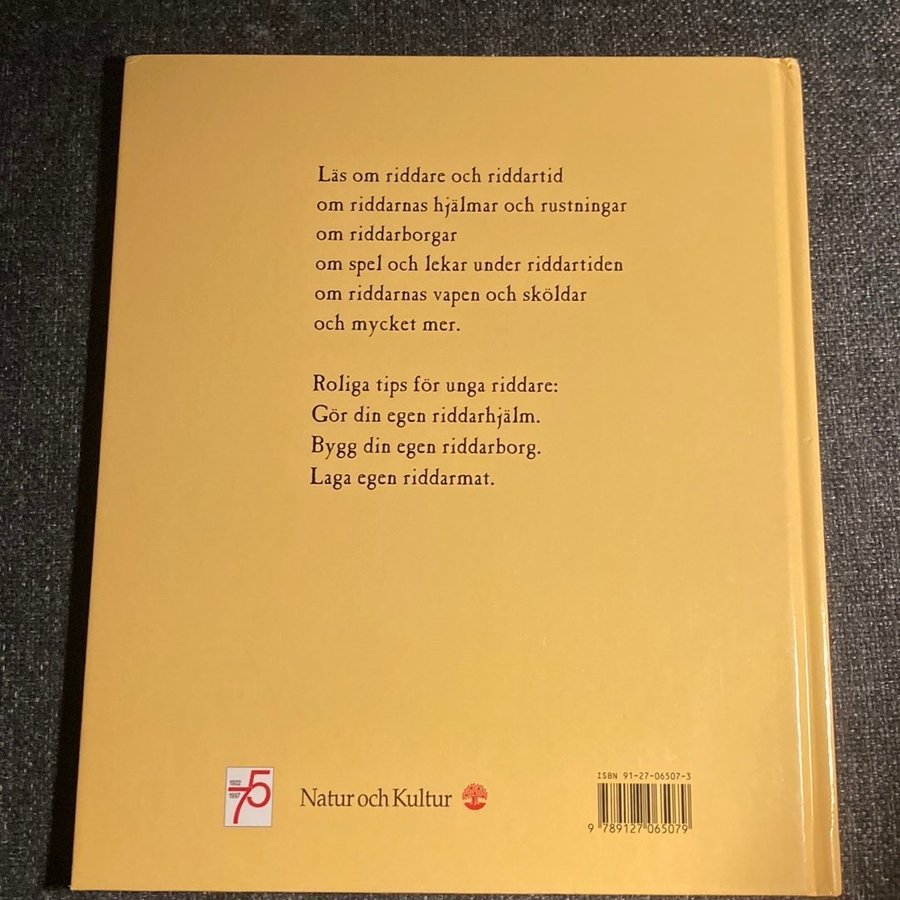 Läs om riddare och riddartid
om riddarnas hjälmar och rustningar
om riddarborgar
om spel och lekar under riddartiden
om riddarnas vapen och sköldar
och mycket mer.
Roliga tips för unga riddare:
Gör din egen riddarhjälm.
Bygg din egen riddarborg.
Laga egen riddarmat.
1922
75
1997
Natur och Kultur
ISBN 91-27-06507-3
9 789127 065079